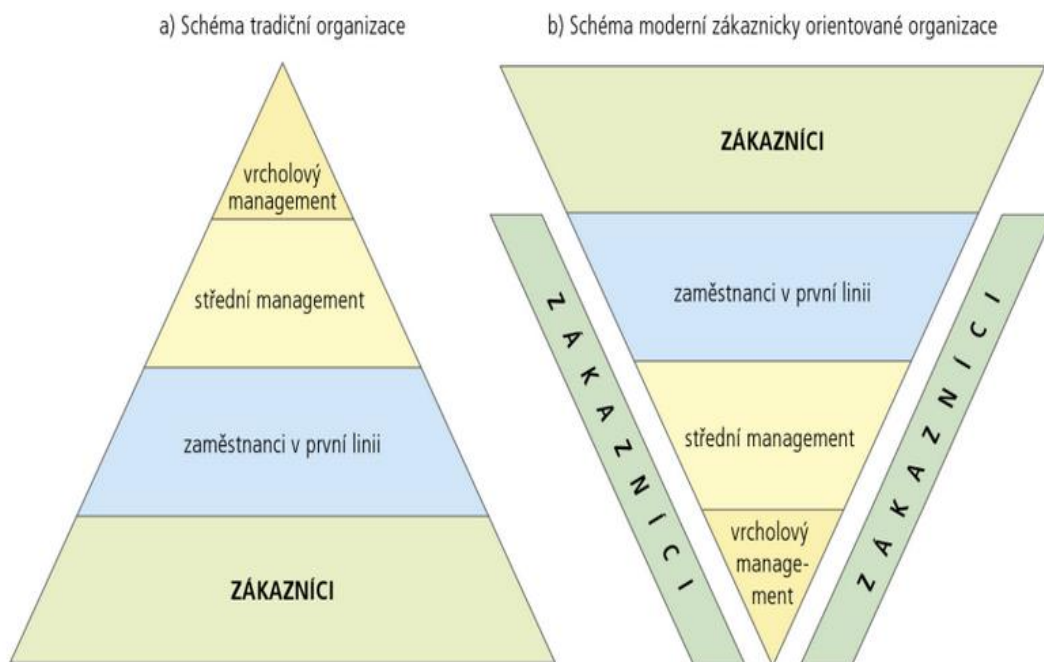 a) Schéma tradiční organizace
vrcholový
management
střední management
zaměstnanci v první linii
ZÁKAZNÍCI
b) Schéma moderní zákaznicky orientované organizace
ZÁKAZNÍCI
zaměstnanci v první linii
střední management
vrcholový
manage-
ment
ZÁKAZNÍCI
ZÁKAZNÍCI